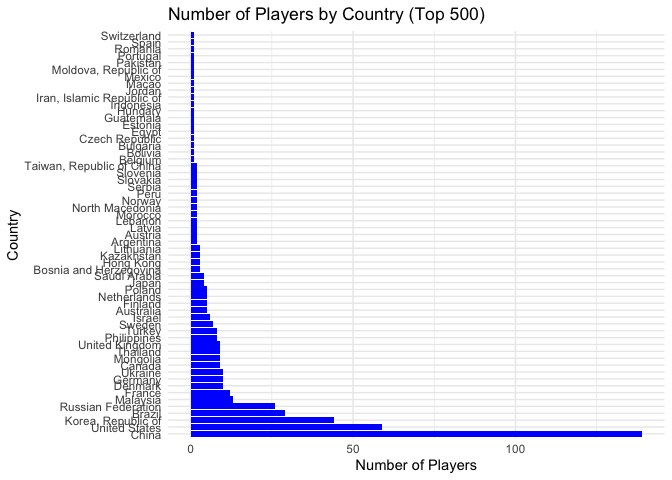 Number of Players by Country (Top 500)
Country
Switzerland
Spain
Romania
Portugal
Pakistan
Moldova, Republic of
Mexico
Macao
Jordan
Iran, Islamic Republic of
Indonesia
Hungary
Guatemala
Estonia
Egypt
Czech Republic
Bulgaria
Bolivia
Belgium
Taiwan, Republic of China
Slovenia
Slovakia
Serbia
Peru
Norway
North Macedonia
Morocco
Lebanon
Latvia
Austria
Argentina
Lithuania
Kazakhstan
Hong Kong
Bosnia and Herzegovina
Saudi Arabia
Japan
Poland
Netherlands
Finland
Australia
Israel
Sweden
Turkey
Philippines
United Kingdom
Thailand
Mongolia
Canada
Ukraine
Germany
Denmark
France
Malaysia
Russian Federation
Brazil
Korea, Republic of
United States
China
0 50 100
Number of Players